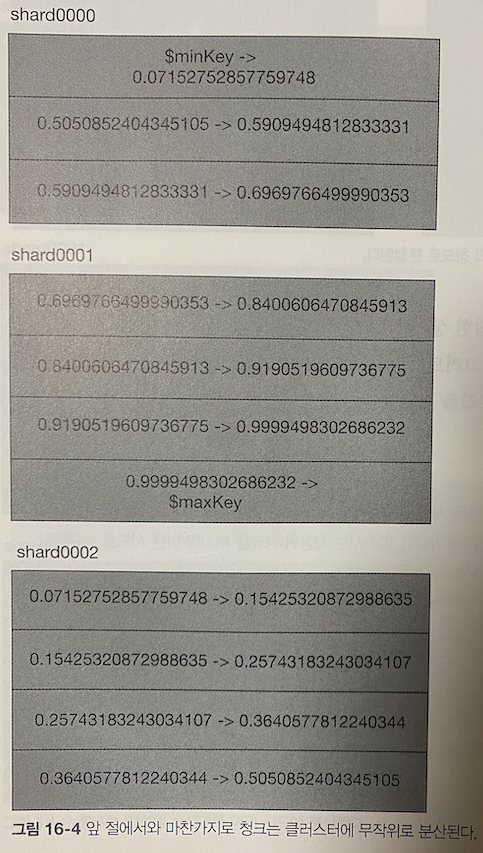 shard0000
$minKey ->
0.07152752857759748
0.5050852404345105 -> 0.5909494812833331
0.5909494812833331 -> 0.6969766499990353
shard0001
0.6969766499990353 -> 0.8400606470845913
0.8400606470845913 -> 0.9190519609736775
0.9190519609736775 -> 0.9999498302686232
0.9999498302686232 ->
$maxKey
shard0002
0.07152752857759748 -> 0.15425320872988635
0.15425320872988635 -> 0.25743183243034107
0.25743183243034107 -> 0.3640577812240344
0.3640577812240344 -> 0.5050852404345105
그림 16-4 앞 절에서와 마찬가지로 청크는 클러스터에 무작위로 분산된다.